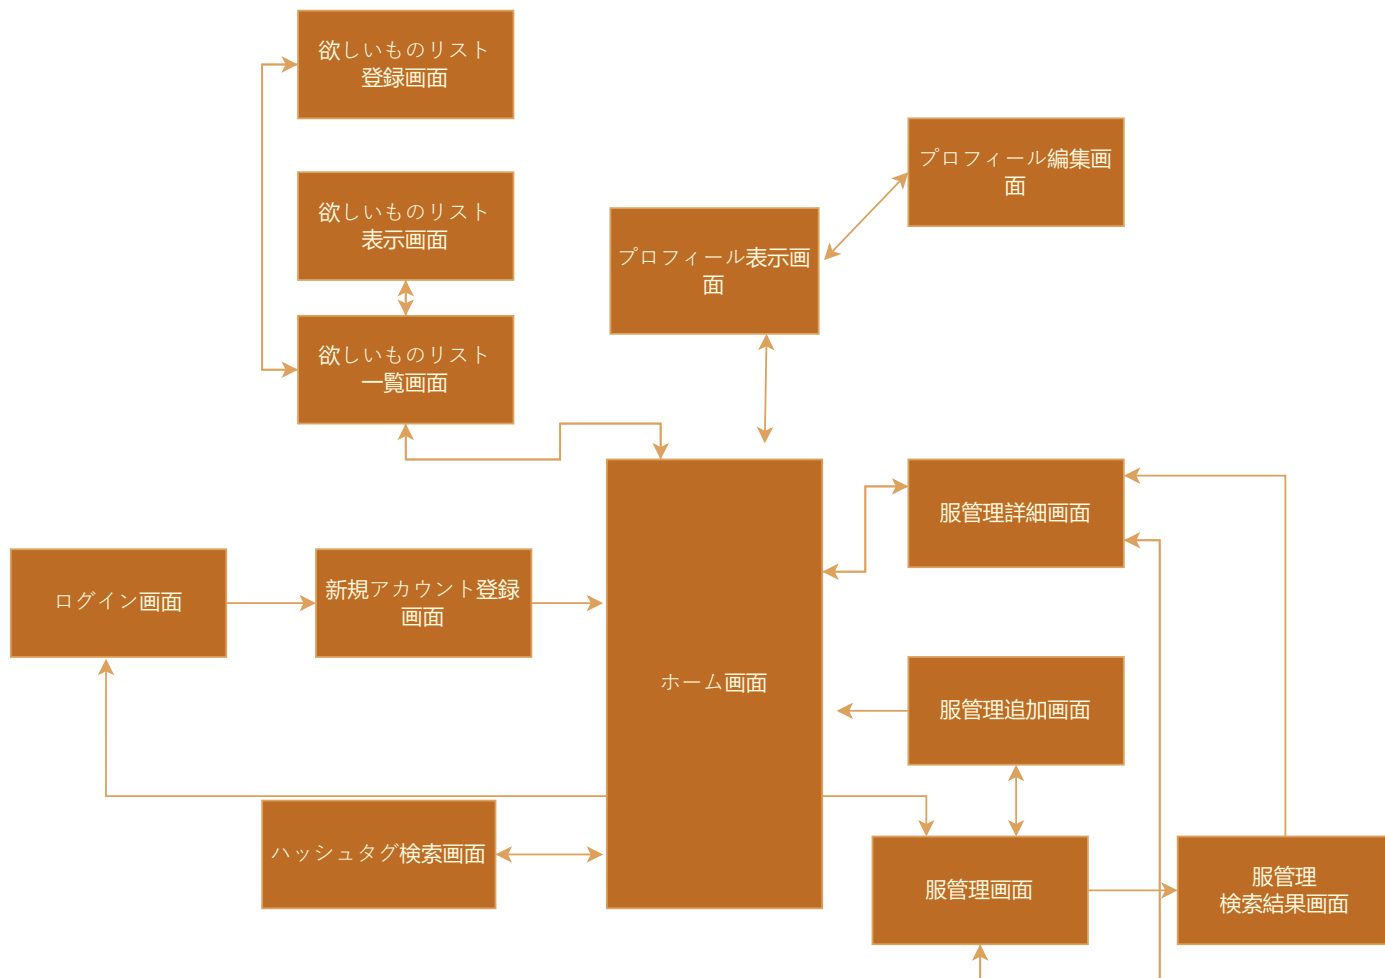 欲しいものリスト
登録画面
プロフィール編集画
面
欲しいものリスト
表示画面
プロフィール表示画
面
欲しいものリスト
一覧画面
服管理詳細画面
ログイン画面
新規アカウント登録
画面
ホーム画面
服管理追加画面
ハッシュタグ検索画面
服管理画面
服管理
検索結果画面